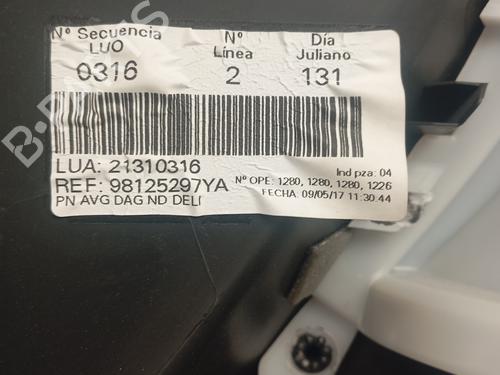 Nº Secuencia LUO
Nº Línea
Día Juliano
0316
2
131
LUA: 21310316
Ind pza: 04
REF: 98125297YA
Nº OPE: 1280, 1280, 1280, 1226
PN AVG DAG ND DELI
FECHA: 09/05/17 11:30:44